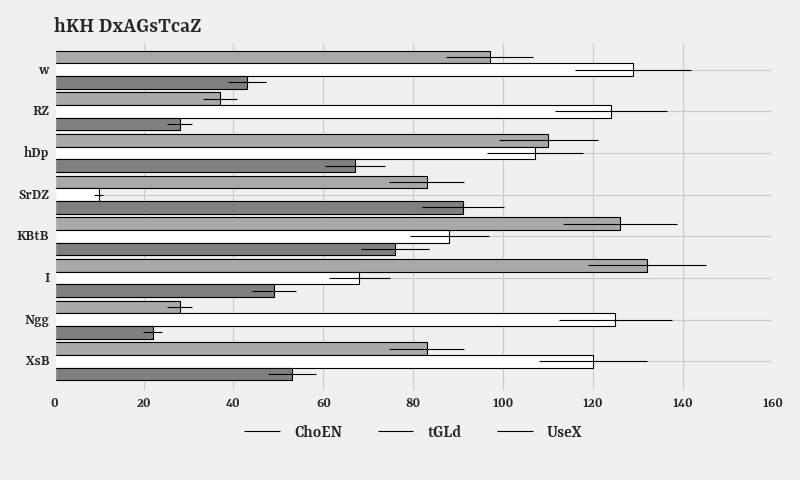 hKH DxAGsTcaZ
w
RZ
hDp
SrDZ
KBtB
I
Ngg
XsB
0 20 40 60 80 100 120 140 160
ChoEN tGLd UseX